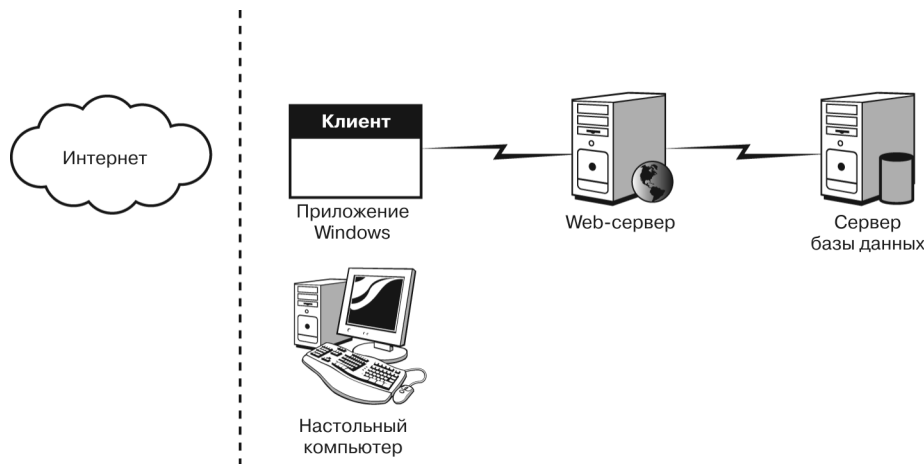 Интернет
Клиент
Приложение
Windows
Web-сервер
Сервер
базы данных
Настольный
компьютер